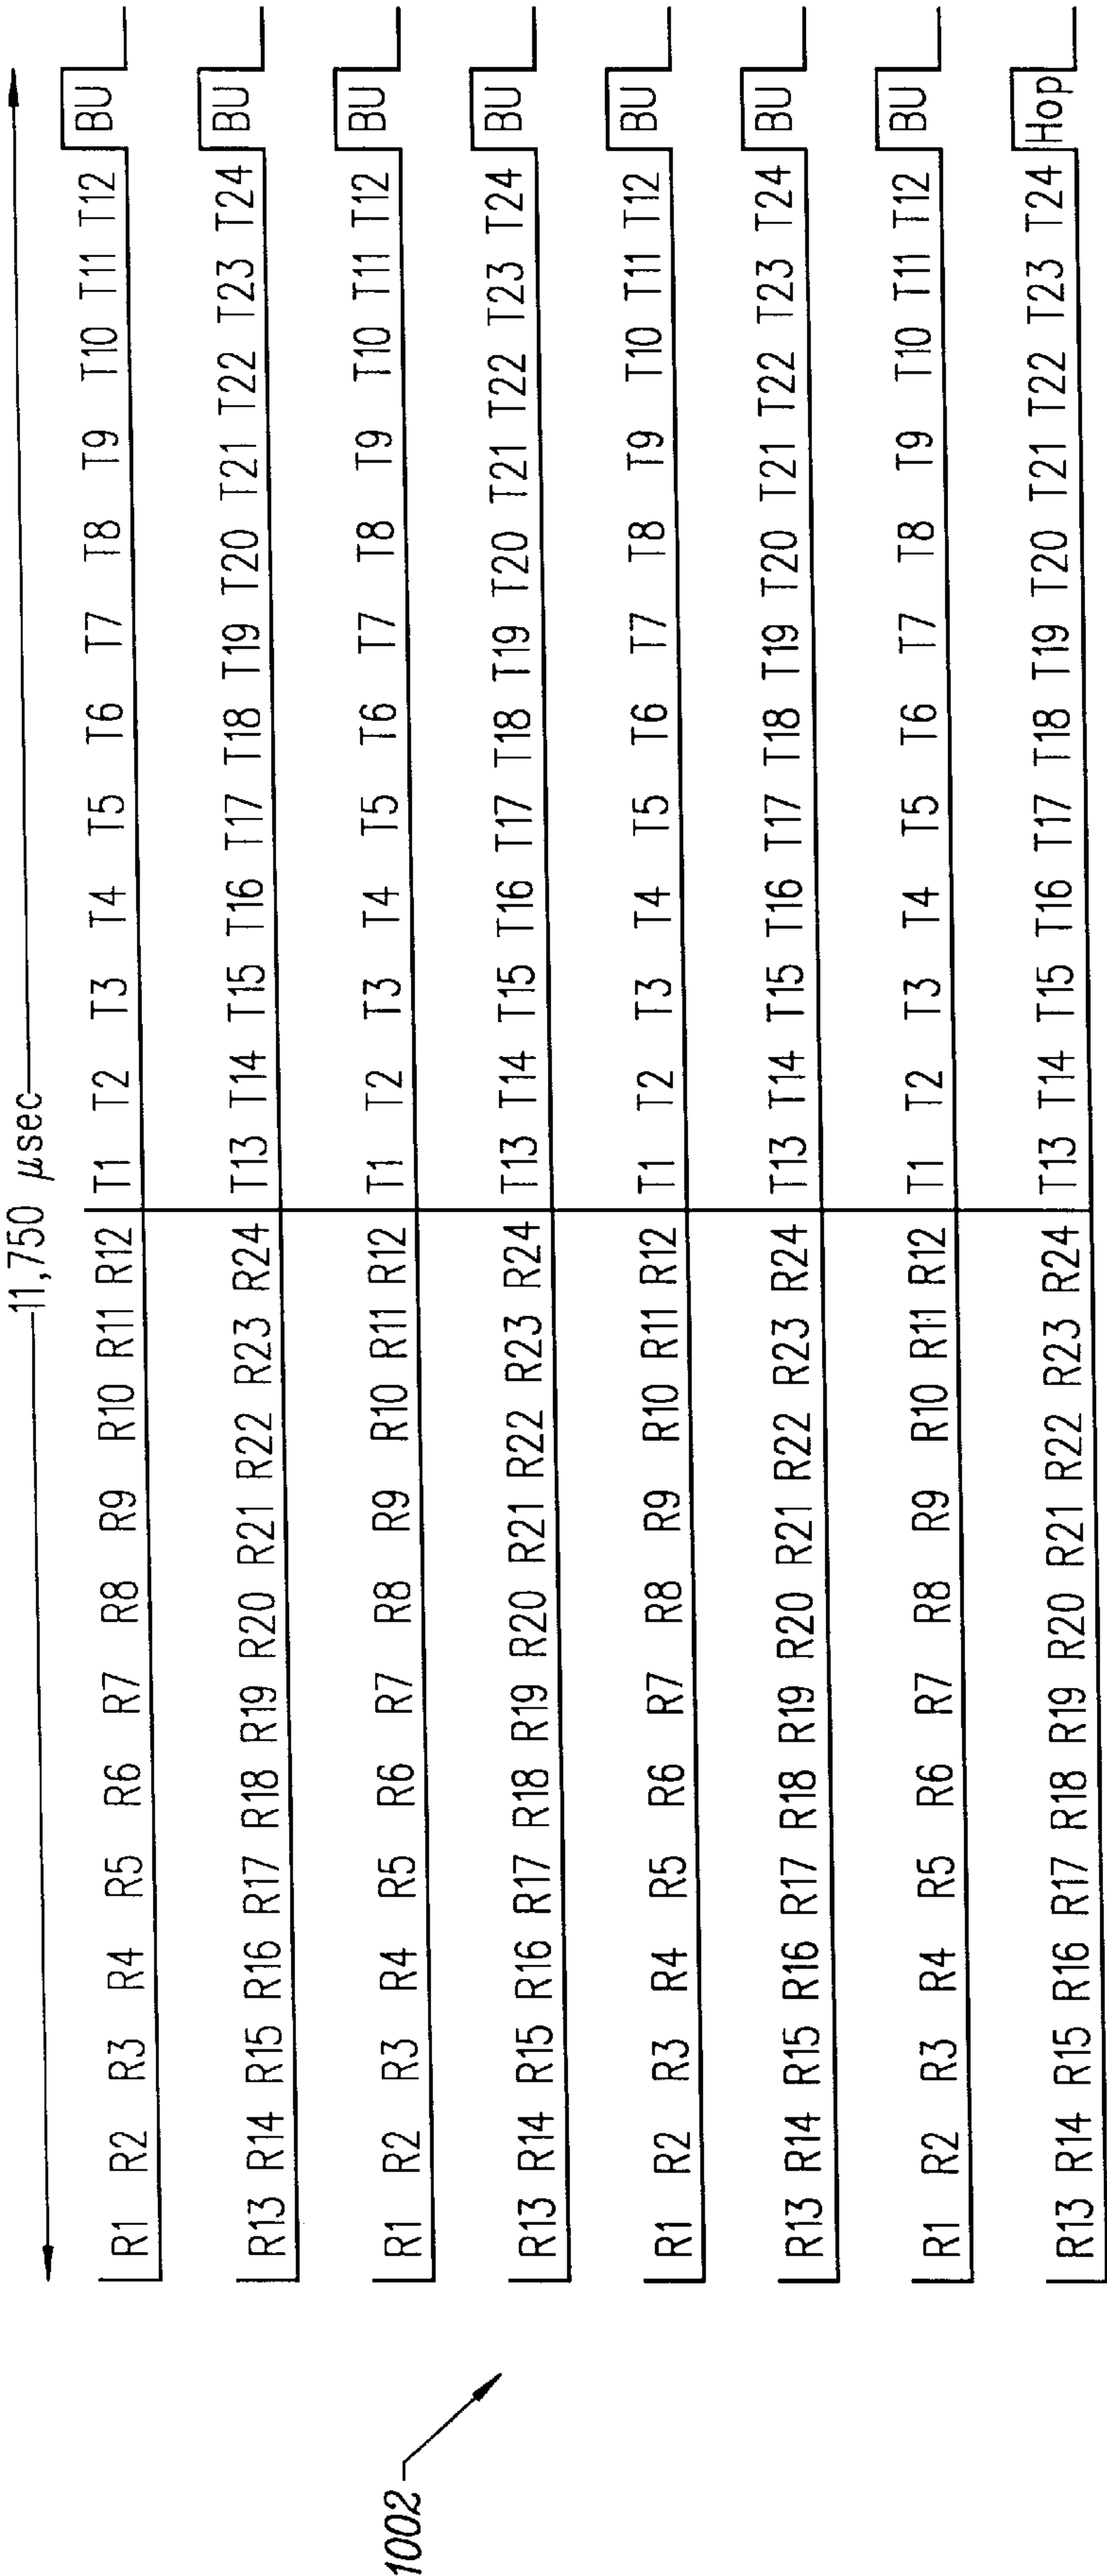 11,750 μsec
R1 R2 R3 R4 R5 R6 R7 R8 R9 R10 R11 R12 T1 T2 T3 T4 T5 T6 T7 T8 T9 T10 T11 T12 BU
R13 R14 R15 R16 R17 R18 R19 R20 R21 R22 R23 R24 T13 T14 T15 T16 T17 T18 T19 T20 T21 T22 T23 T24 BU
R1 R2 R3 R4 R5 R6 R7 R8 R9 R10 R11 R12 T1 T2 T3 T4 T5 T6 T7 T8 T9 T10 T11 T12 BU
R13 R14 R15 R16 R17 R18 R19 R20 R21 R22 R23 R24 T13 T14 T15 T16 T17 T18 T19 T20 T21 T22 T23 T24 BU
R1 R2 R3 R4 R5 R6 R7 R8 R9 R10 R11 R12 T1 T2 T3 T4 T5 T6 T7 T8 T9 T10 T11 T12 BU
R13 R14 R15 R16 R17 R18 R19 R20 R21 R22 R23 R24 T13 T14 T15 T16 T17 T18 T19 T20 T21 T22 T23 T24 BU
R1 R2 R3 R4 R5 R6 R7 R8 R9 R10 R11 R12 T1 T2 T3 T4 T5 T6 T7 T8 T9 T10 T11 T12 BU
R13 R14 R15 R16 R17 R18 R19 R20 R21 R22 R23 R24 T13 T14 T15 T16 T17 T18 T19 T20 T21 T22 T23 T24 Hop
1002